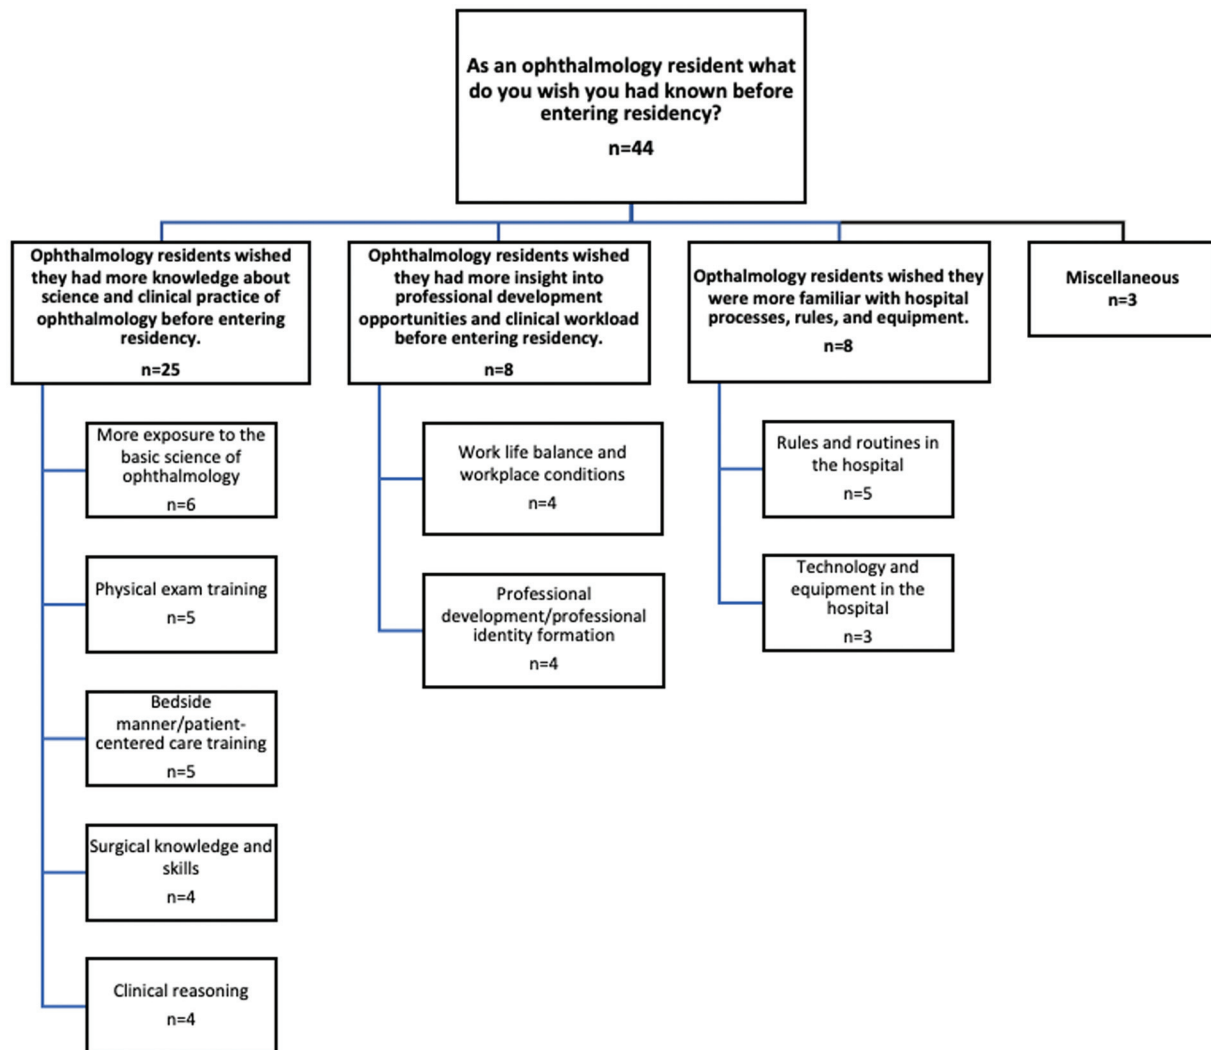 As an ophthalmology resident what
do you wish you had known before
entering residency?
n=44
Ophthalmology residents wished
they had more knowledge about
science and clinical practice of
ophthalmology before entering
residency.
n=25
Ophthalmology residents wished
they had more insight into
professional development
opportunities and clinical workload
before entering residency.
n=8
Opthalmology residents wished they
were more familiar with hospital
processes, rules, and equipment.
n=8
Miscellaneous
n=3
More exposure to the
basic science of
ophthalmology
n=6
Physical exam training
n=5
Bedside
manner/patient-
centered care training
n=5
Surgical knowledge and
skills
n=4
Clinical reasoning
n=4
Work life balance and
workplace conditions
n=4
Professional
development/professional
identity formation
n=4
Rules and routines in
the hospital
n=5
Technology and
equipment in the
hospital
n=3